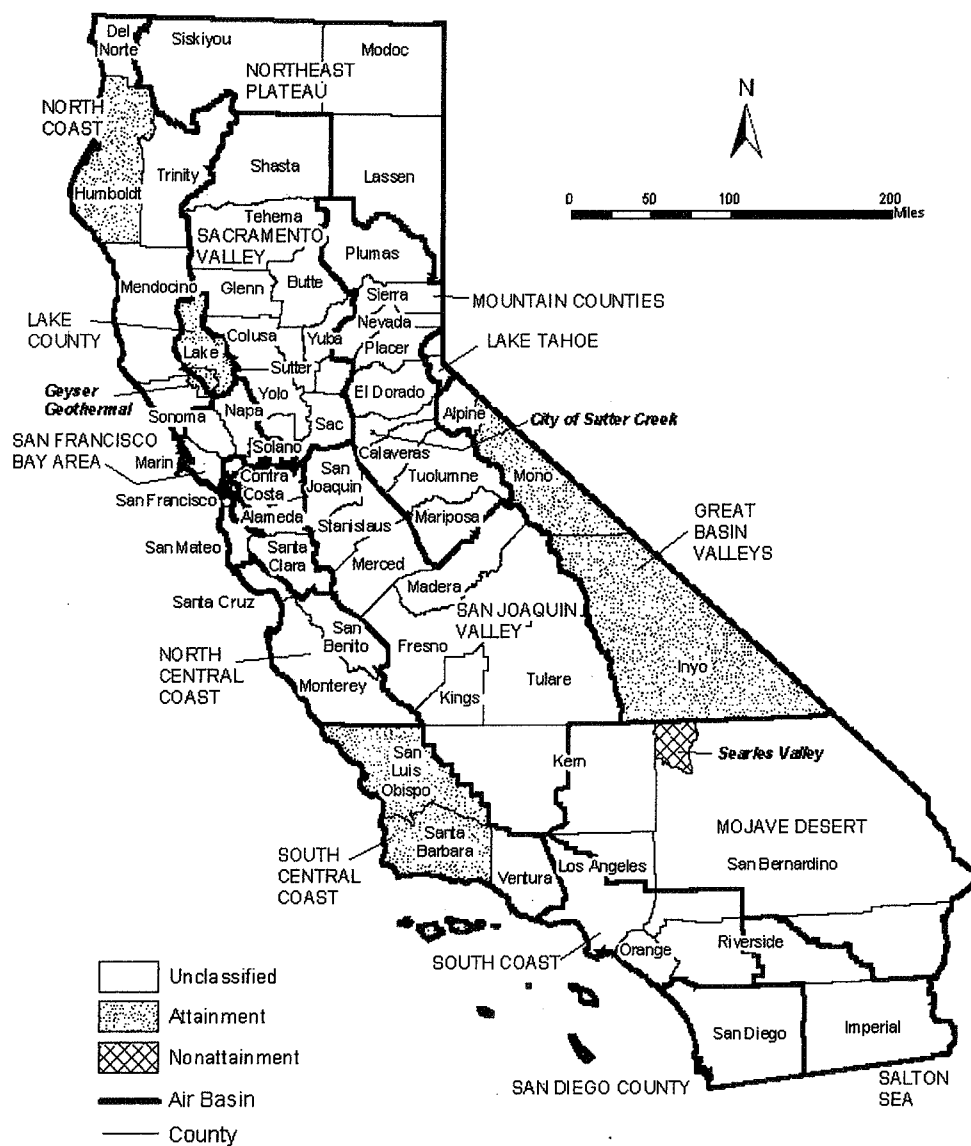 Del
Norte
Siskiyou
Modoc
NORTHEAST
PLATEAU
N
NORTH
COAST
Shasta
Lassen
Trinity
Humboldt
0 50 100 200
Miles
Tehema
SACRAMENTO
VALLEY
Plumas
Mendocino
Glenn
Butte
Sierra
MOUNTAIN COUNTIES
LAKE
COUNTY
Colusa
Yuba
Nevada
Placer
LAKE TAHOE
Lake
Sutter
Geyser
Geothermal
Yolo
El Dorado
Sonoma
Napa
Sac
Alpine
City of Sutter Creek
SAN FRANCISCO
BAY AREA
Solano
Calaveras
Marin
Contra
Costa
San
Joaquin
Tuolumne
Mono
San Francisco
Alameda
Stanislaus
Mariposa
GREAT
BASIN
VALLEYS
San Mateo
Santa
Clara
Merced
Madera
Santa Cruz
SAN JOAQUIN
VALLEY
San
Benito
Fresno
NORTH
CENTRAL
COAST
Monterey
Kings
Tulare
Inyo
San
Luis
Obispo
Kern
Searles Valley
Santa
Barbara
MOJAVE DESERT
SOUTH
CENTRAL
COAST
Ventura
Los Angeles
San Bernardino
SOUTH COAST
Orange
Riverside
San Diego
Imperial
SAN DIEGO COUNTY
SALTON
SEA
Unclassified
Attainment
Nonattainment
Air Basin
County